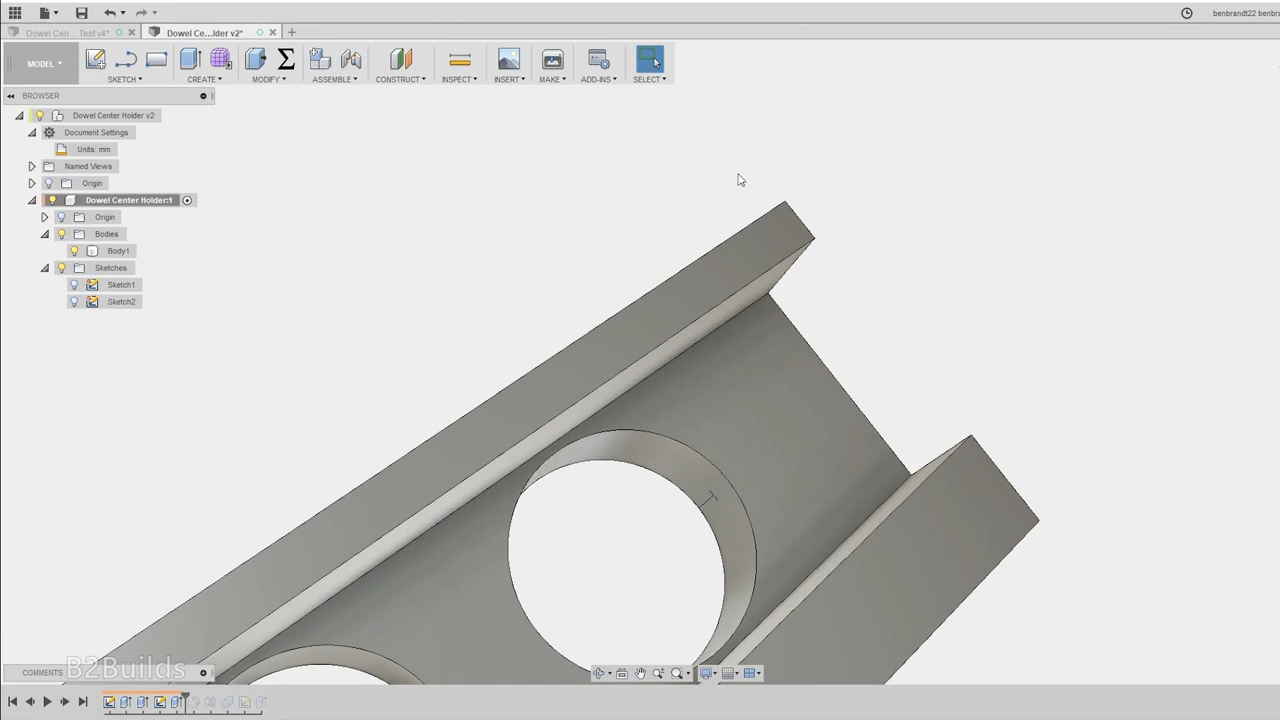 benbrandt22 benbr
Dowel Cen... Test v4*
Dowel Ce...lder v2*
MODEL
SKETCH
CREATE
MODIFY
ASSEMBLE
CONSTRUCT
INSPECT
INSERT
MAKE
ADD-INS
SELECT
BROWSER
Dowel Center Holder v2
Document Settings
Units: mm
Named Views
Origin
Dowel Center Holder:1
Origin
Bodies
Body1
Sketches
Sketch1
Sketch2
COMMENTS
B2Builds